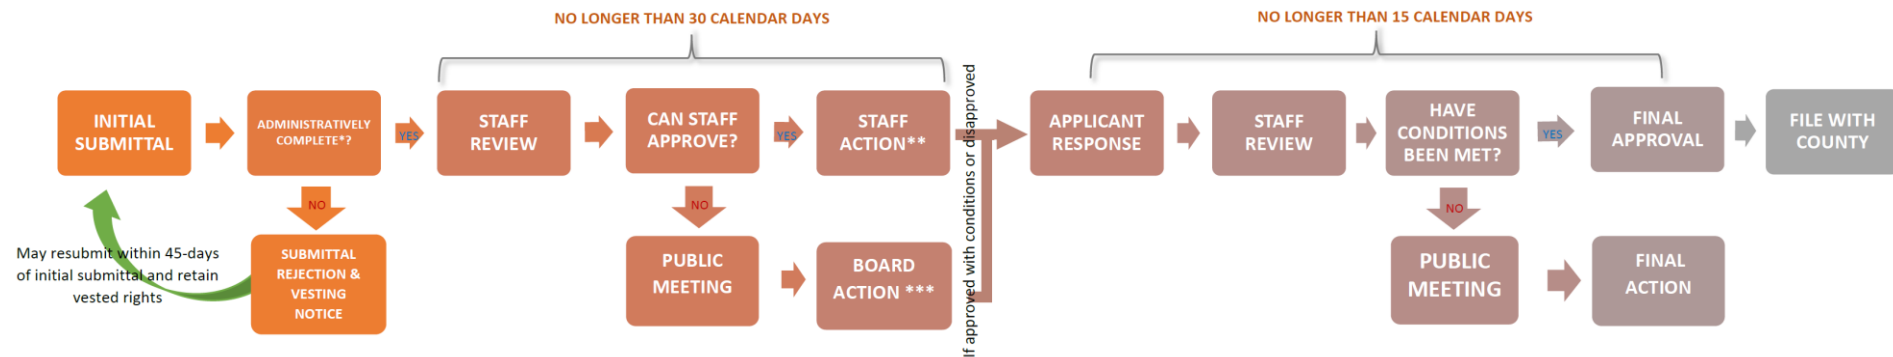 NO LONGER THAN 30 CALENDAR DAYS
NO LONGER THAN 15 CALENDAR DAYS
INITIAL
SUBMITTAL
ADMINISTRATIVELY
COMPLETE*?
YES
STAFF
REVIEW
CAN STAFF
APPROVE?
YES
STAFF
ACTION**
If approved with conditions or disapproved
APPLICANT
RESPONSE
STAFF
REVIEW
HAVE
CONDITIONS
BEEN MET?
YES
FINAL
APPROVAL
FILE WITH
COUNTY
NO
NO
NO
May resubmit within 45-days
of initial submittal and retain
vested rights
SUBMITTAL
REJECTION &
VESTING
NOTICE
PUBLIC
MEETING
BOARD
ACTION ***
PUBLIC
MEETING
FINAL
ACTION